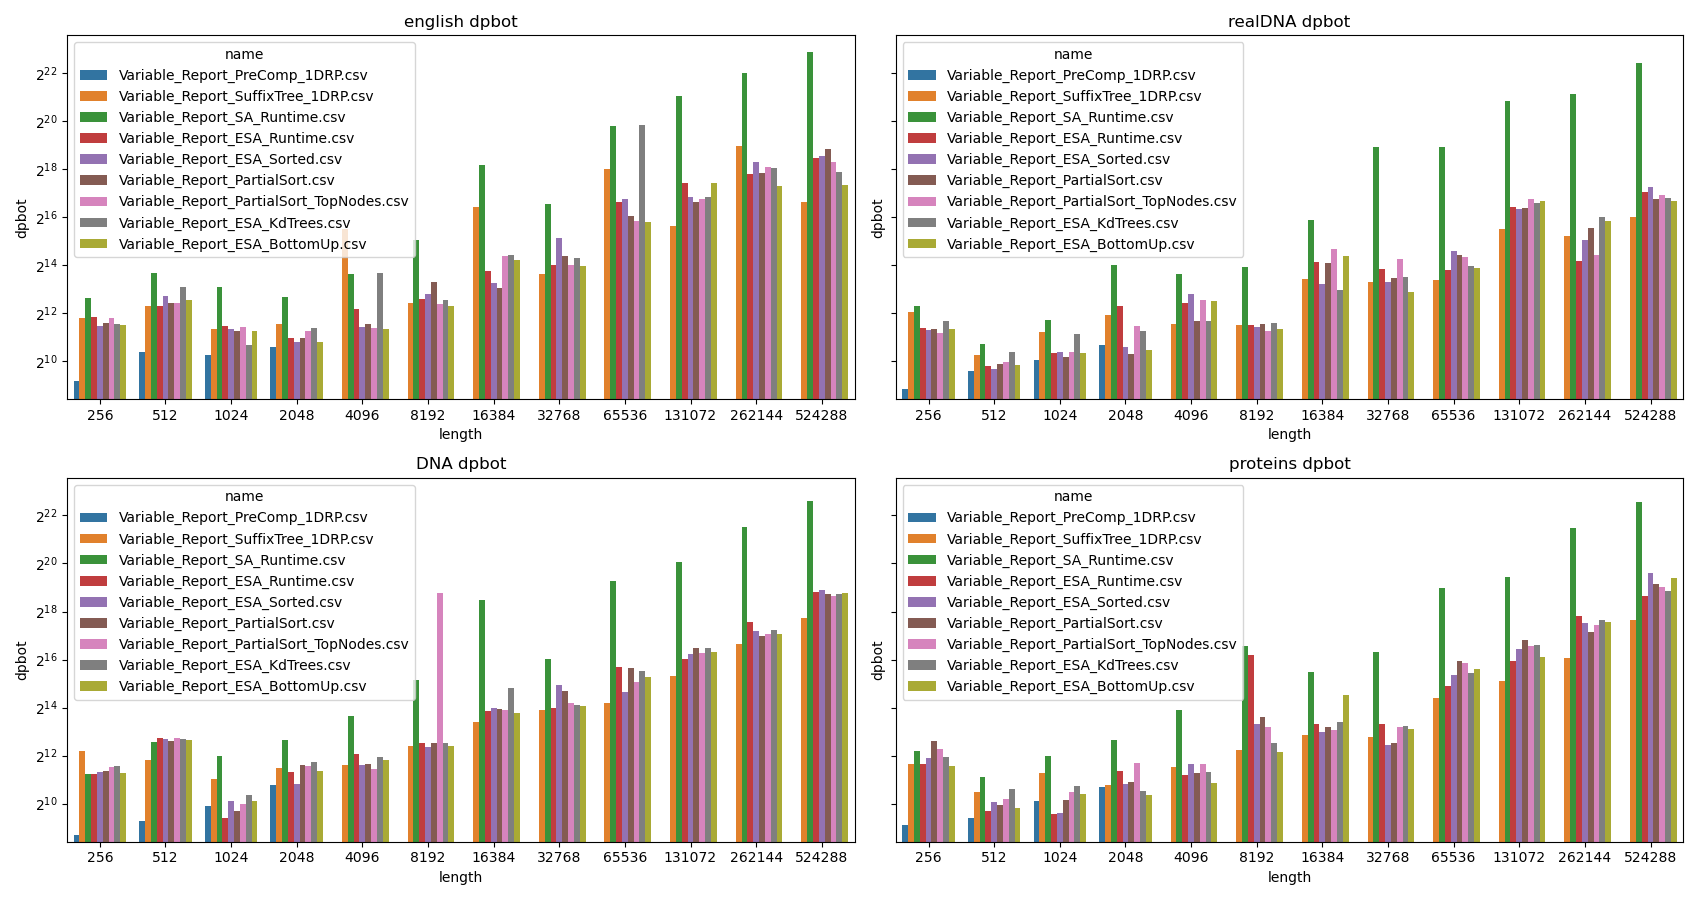 english dpbot
name
Variable_Report_PreComp_1DRP.csv
Variable_Report_SuffixTree_1DRP.csv
Variable_Report_SA_Runtime.csv
Variable_Report_ESA_Runtime.csv
Variable_Report_ESA_Sorted.csv
Variable_Report_PartialSort.csv
Variable_Report_PartialSort_TopNodes.csv
Variable_Report_ESA_KdTrees.csv
Variable_Report_ESA_BottomUp.csv
dpbot
2^22
2^20
2^18
2^16
2^14
2^12
2^10
256 512 1024 2048 4096 8192 16384 32768 65536 131072 262144 524288
length
realDNA dpbot
name
Variable_Report_PreComp_1DRP.csv
Variable_Report_SuffixTree_1DRP.csv
Variable_Report_SA_Runtime.csv
Variable_Report_ESA_Runtime.csv
Variable_Report_ESA_Sorted.csv
Variable_Report_PartialSort.csv
Variable_Report_PartialSort_TopNodes.csv
Variable_Report_ESA_KdTrees.csv
Variable_Report_ESA_BottomUp.csv
dpbot
256 512 1024 2048 4096 8192 16384 32768 65536 131072 262144 524288
length
DNA dpbot
name
Variable_Report_PreComp_1DRP.csv
Variable_Report_SuffixTree_1DRP.csv
Variable_Report_SA_Runtime.csv
Variable_Report_ESA_Runtime.csv
Variable_Report_ESA_Sorted.csv
Variable_Report_PartialSort.csv
Variable_Report_PartialSort_TopNodes.csv
Variable_Report_ESA_KdTrees.csv
Variable_Report_ESA_BottomUp.csv
dpbot
2^22
2^20
2^18
2^16
2^14
2^12
2^10
256 512 1024 2048 4096 8192 16384 32768 65536 131072 262144 524288
length
proteins dpbot
name
Variable_Report_PreComp_1DRP.csv
Variable_Report_SuffixTree_1DRP.csv
Variable_Report_SA_Runtime.csv
Variable_Report_ESA_Runtime.csv
Variable_Report_ESA_Sorted.csv
Variable_Report_PartialSort.csv
Variable_Report_PartialSort_TopNodes.csv
Variable_Report_ESA_KdTrees.csv
Variable_Report_ESA_BottomUp.csv
dpbot
256 512 1024 2048 4096 8192 16384 32768 65536 131072 262144 524288
length